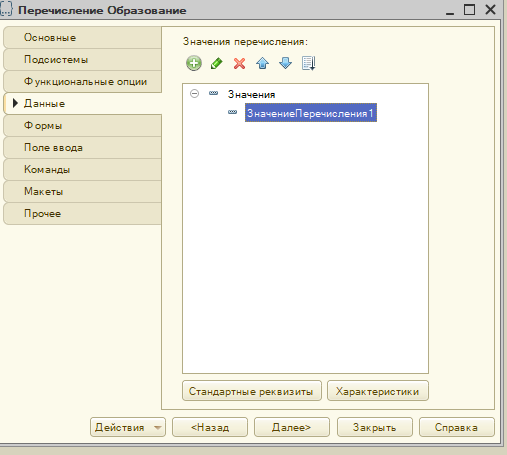 Перечисление Образование
Основные
Подсистемы
Функциональные опции
Данные
Формы
Поле ввода
Команды
Макеты
Прочее
Значения перечисления:
Значения
ЗначениеПеречисления1
Стандартные реквизиты
Характеристики
Действия
<Назад
Далее>
Закрыть
Справка